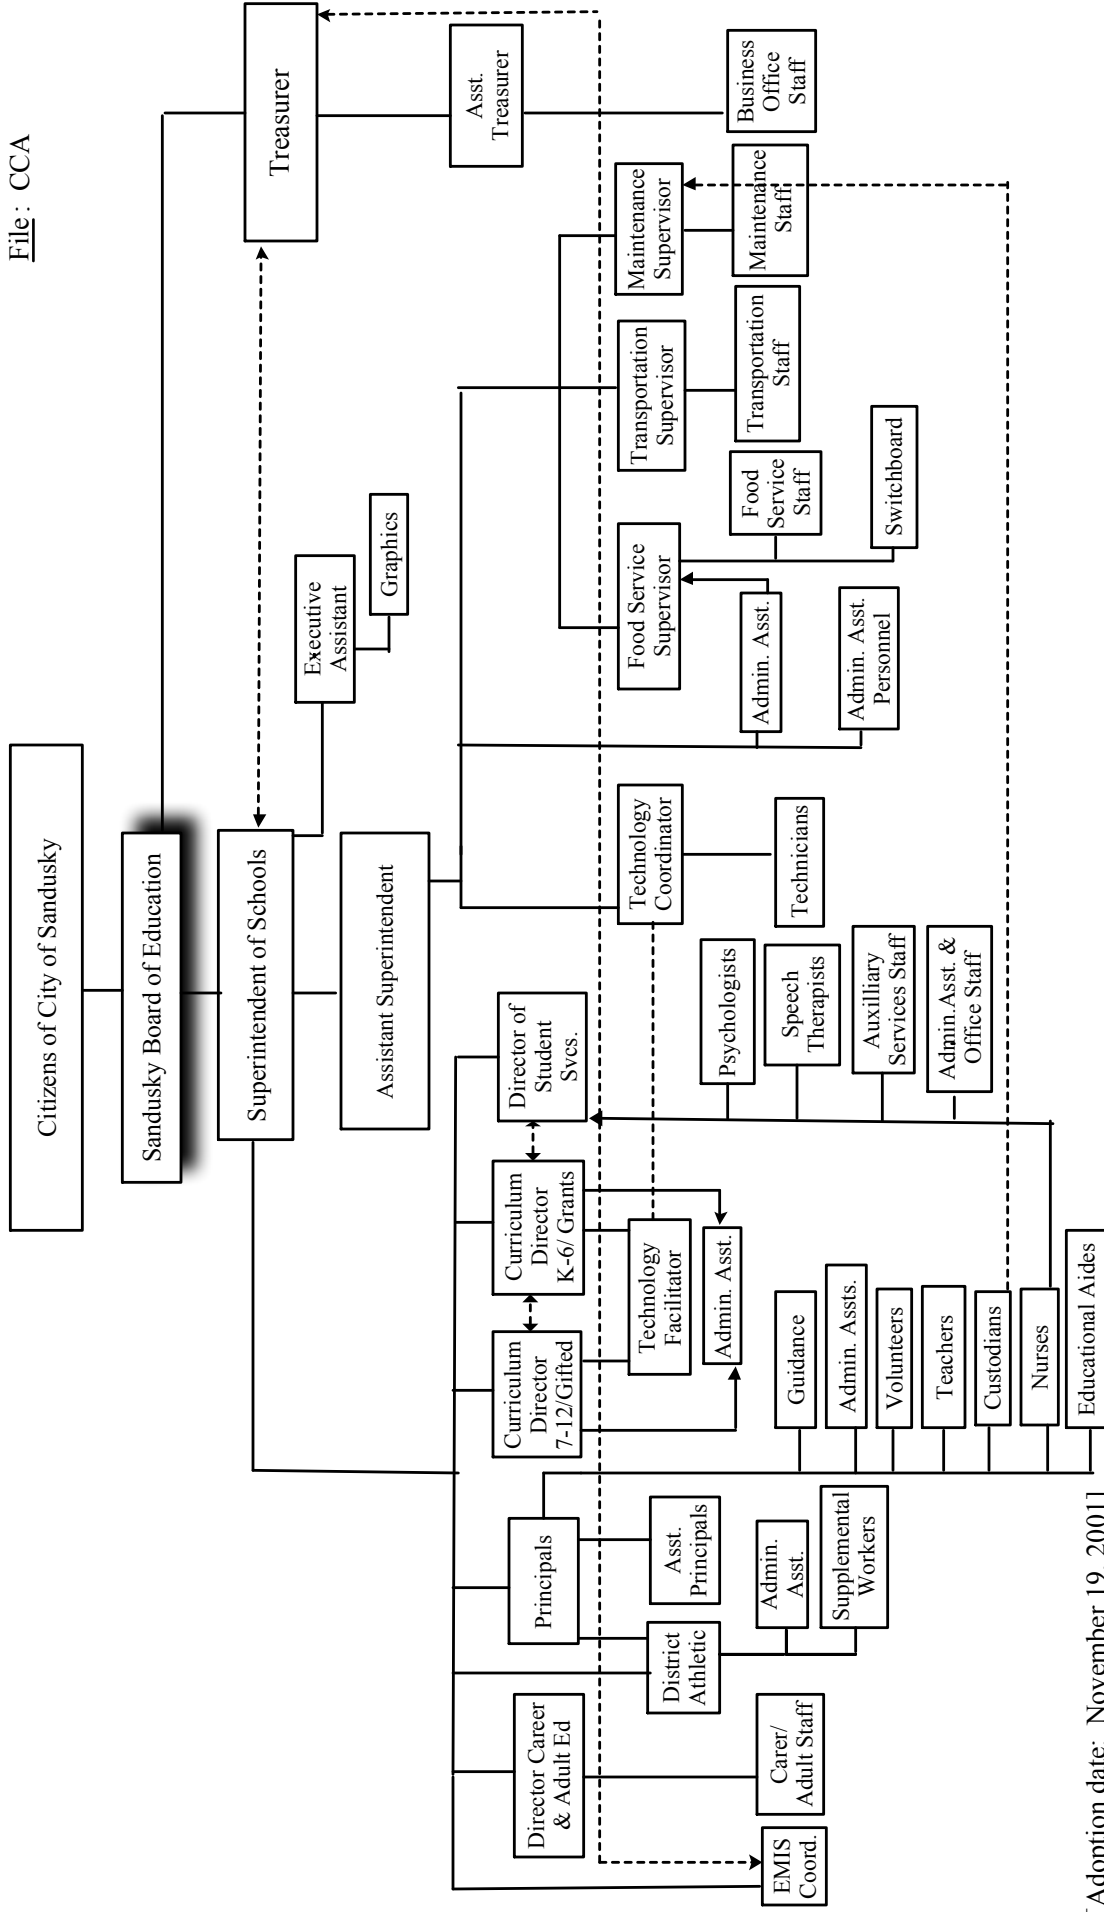 File: CCA
Citizens of City of Sandusky
Sandusky Board of Education
Treasurer
Superintendent of Schools
Executive
Assistant
Graphics
Asst.
Treasurer
Business
Office
Staff
Assistant Superintendent
Director Career
& Adult Ed
Principals
Curriculum
Director
7-12/Gifted
Curriculum
Director
K-6/ Grants
Director of
Student
Svcs.
Technology
Coordinator
Food Service
Supervisor
Transportation
Supervisor
Maintenance
Supervisor
EMIS
Coord.
Carer/
Adult Staff
District
Athletic
Asst.
Principals
Admin.
Asst.
Supplemental
Workers
Technology
Facilitator
Admin. Asst.
Guidance
Admin. Assts.
Volunteers
Teachers
Custodians
Nurses
Educational Aides
Psychologists
Speech
Therapists
Auxilliary
Services Staff
Admin.Asst. &
Office Staff
Technicians
Admin. Asst.
Admin. Asst.
Personnel
Food
Service
Staff
Switchboard
Transportation
Staff
Maintenance
Staff
[Adoption date: November 19, 2001]